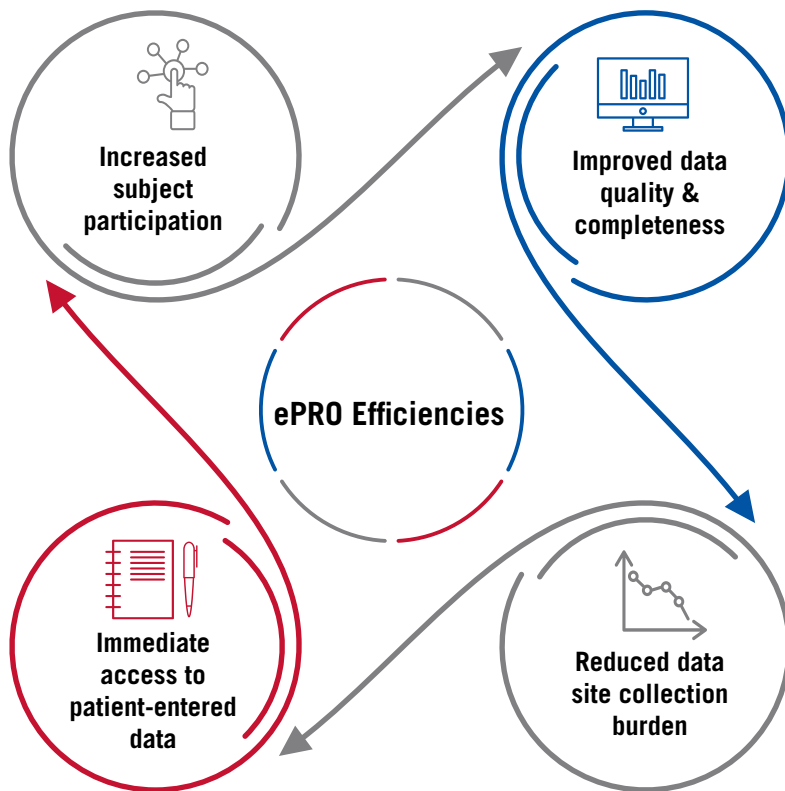 Increased
subject
participation
Improved data
quality &
completeness
ePRO Efficiencies
Immediate
access to
patient-entered
data
Reduced data
site collection
burden